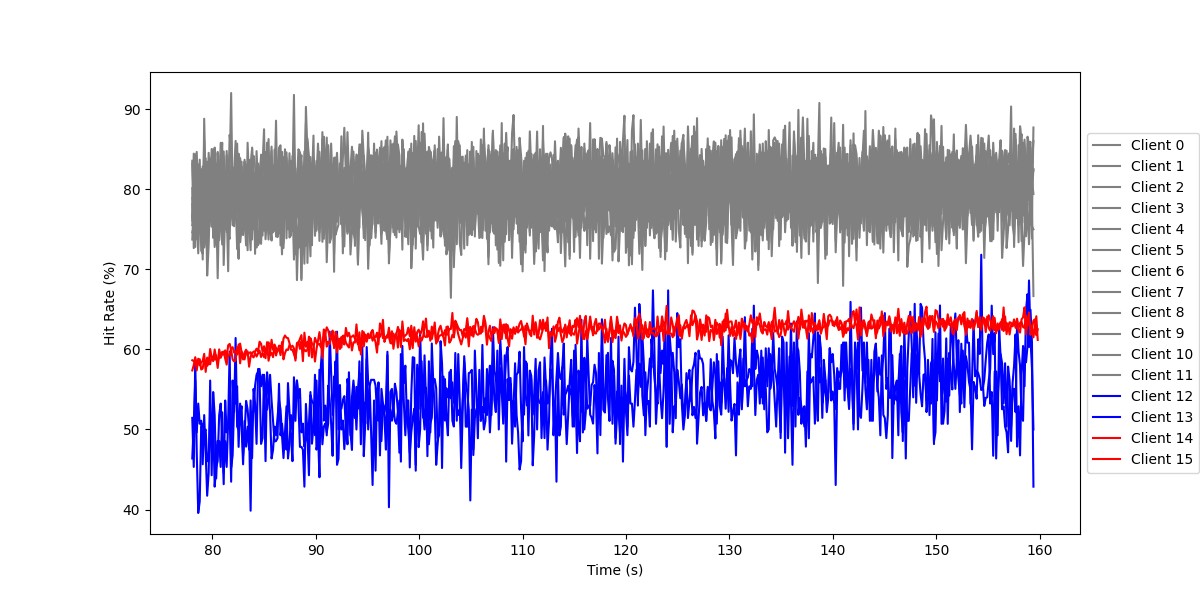 Hit Rate (%)
90
80
70
60
50
40
80 90 100 110 120 130 140 150 160
Time (s)
Client 0
Client 1
Client 2
Client 3
Client 4
Client 5
Client 6
Client 7
Client 8
Client 9
Client 10
Client 11
Client 12
Client 13
Client 14
Client 15